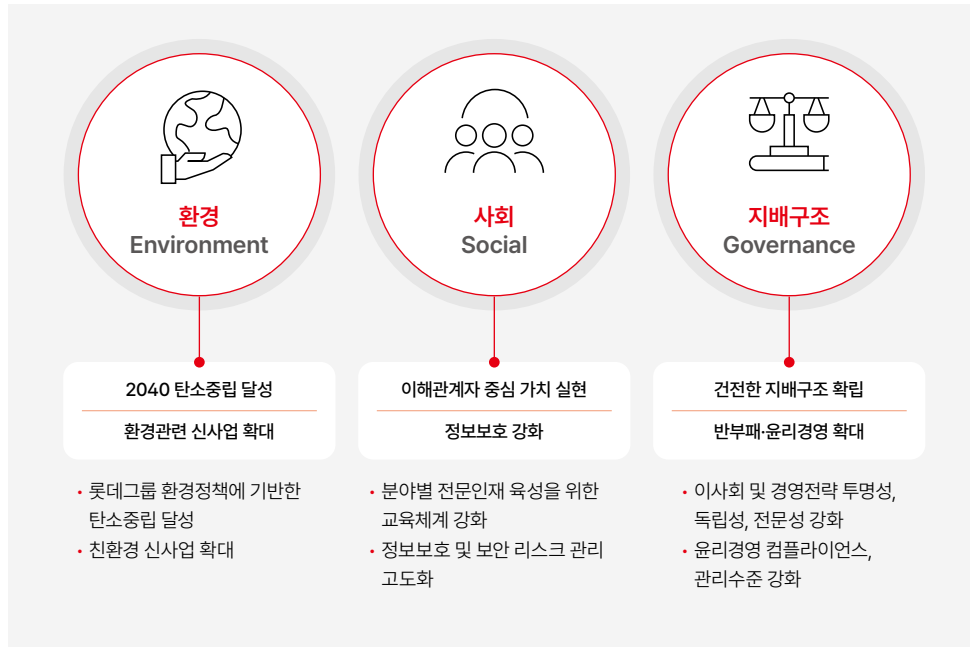 환경
Environment
2040 탄소중립 달성
환경관련 신사업 확대
• 롯데그룹 환경정책에 기반한
탄소중립 달성
• 친환경 신사업 확대
사회
Social
이해관계자 중심 가치 실현
정보보호 강화
• 분야별 전문인재 육성을 위한
교육체계 강화
• 정보보호 및 보안 리스크 관리
고도화
지배구조
Governance
건전한 지배구조 확립
반부패·윤리경영 확대
• 이사회 및 경영전략 투명성,
독립성, 전문성 강화
• 윤리경영 컴플라이언스,
관리수준 강화